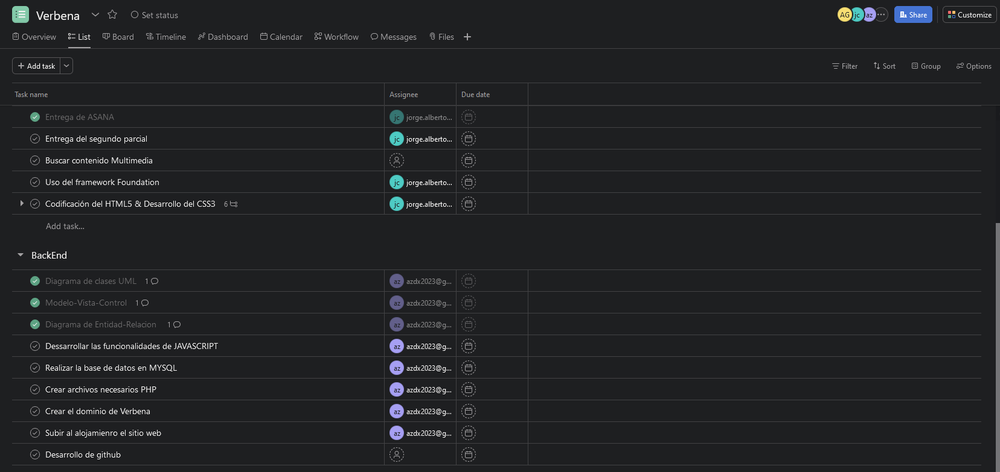 Verbena
Set status
AG jc az
Share
Customize
Overview List Board Timeline Dashboard Calendar Workflow Messages Files
Add task
Filter Sort Group Options
Task name Assignee Due date
Entrega de ASANA jc jorge.alberto...
Entrega del segundo parcial jc jorge.alberto...
Buscar contenido Multimedia
Uso del framework Foundation jc jorge.alberto...
Codificación del HTML5 & Desarrollo del CSS3 6 jc jorge.alberto...
Add task...
BackEnd
Diagrama de clases UML 1 az azdx2023@g...
Modelo-Vista-Control 1 az azdx2023@g...
Diagrama de Entidad-Relacion 1 az azdx2023@g...
Dessarrollar las funcionalidades de JAVASCRIPT az azdx2023@g...
Realizar la base de datos en MYSQL az azdx2023@g...
Crear archivos necesarios PHP az azdx2023@g...
Crear el dominio de Verbena az azdx2023@g...
Subir al alojamienro el sitio web az azdx2023@g...
Desarrollo de github